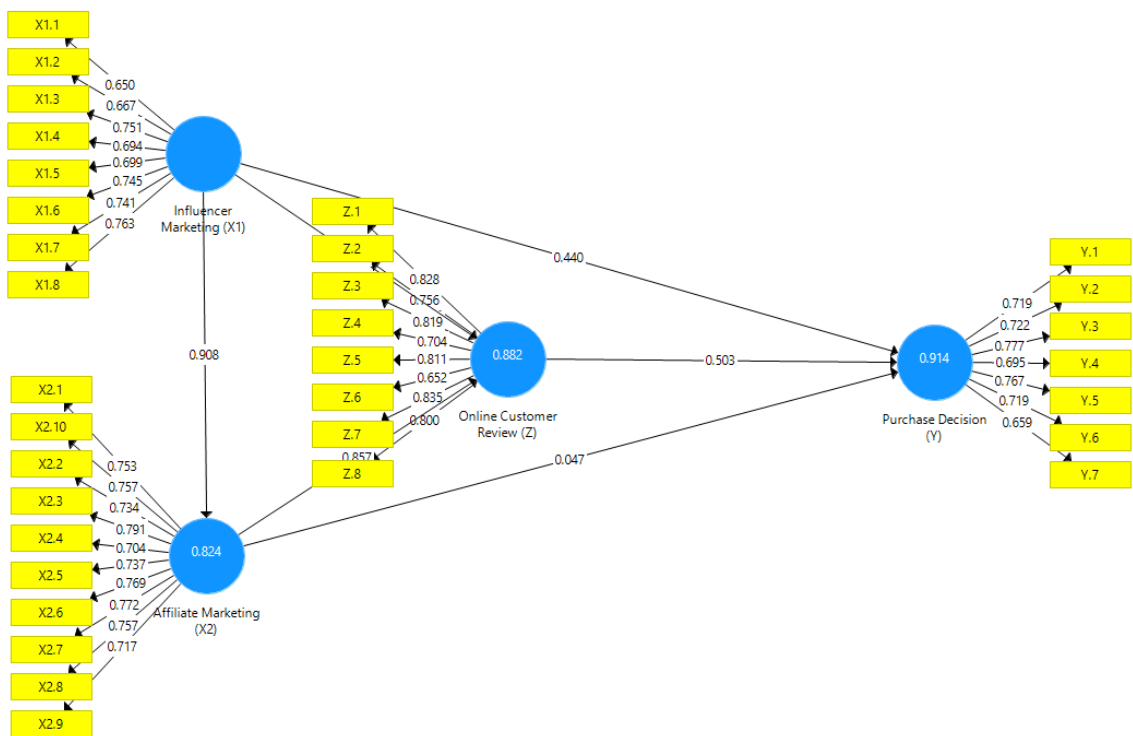 X1.1
X1.2
X1.3
X1.4
X1.5
X1.6
X1.7
X1.8
0.650
0.667
0.751
0.694
0.699
0.745
0.741
0.763
Influencer
Marketing (X1)
0.908
0.440
Z.1
Z.2
Z.3
Z.4
Z.5
Z.6
Z.7
Z.8
0.828
0.756
0.819
0.704
0.811
0.652
0.835
0.800
0.857
0.882
Online Customer
Review (Z)
0.503
0.047
X2.1
X2.10
X2.2
X2.3
X2.4
X2.5
X2.6
X2.7
X2.8
X2.9
0.753
0.757
0.734
0.791
0.704
0.737
0.769
0.772
0.757
0.717
0.824
Affiliate Marketing
(X2)
0.914
Purchase Decision
(Y)
0.719
0.722
0.777
0.695
0.767
0.719
0.659
Y.1
Y.2
Y.3
Y.4
Y.5
Y.6
Y.7